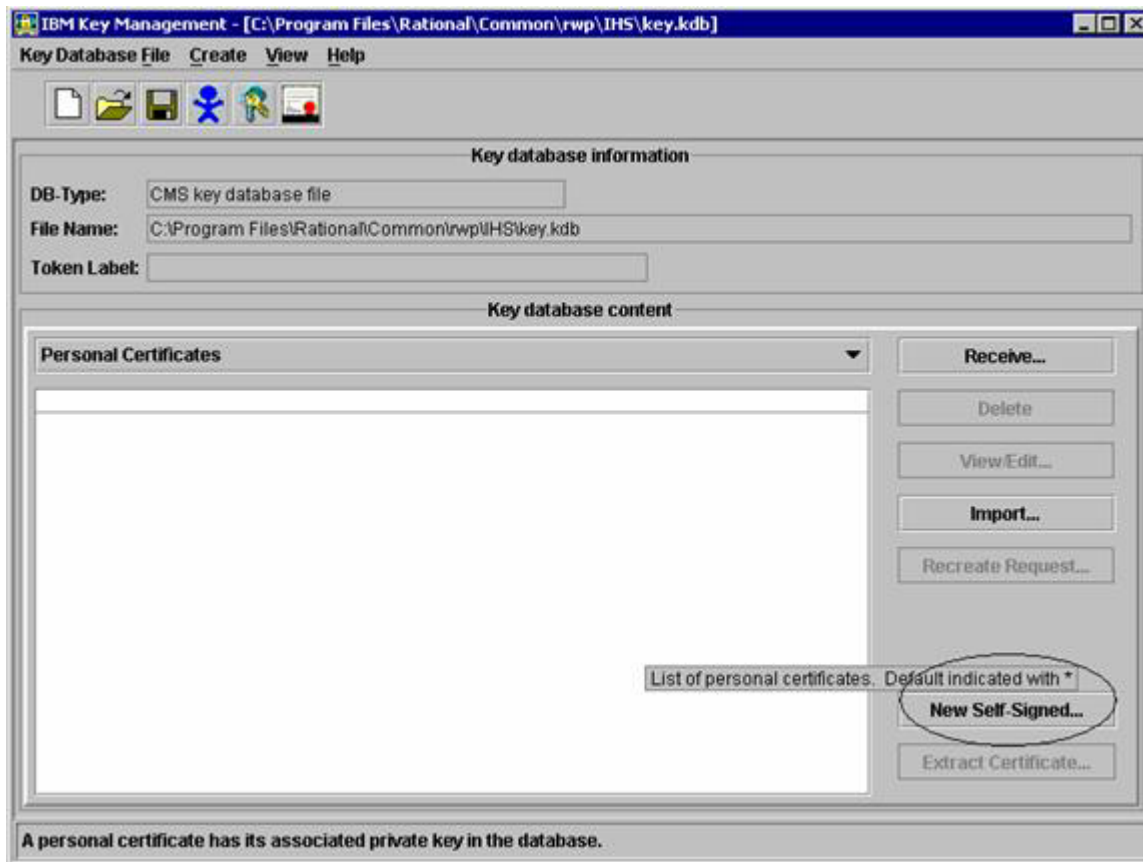 IBM Key Management - [C:\Program Files\Rational\Common\rwp\IHS\key.kdb]
Key Database File Create View Help
Key database information
DB-Type: CMS key database file
File Name: C:\Program Files\Rational\Common\rwp\IHS\key.kdb
Token Label:
Key database content
Personal Certificates
Receive...
Delete
View/Edit...
Import...
Recreate Request...
List of personal certificates. Default indicated with *
New Self-Signed...
Extract Certificate...
A personal certificate has its associated private key in the database.